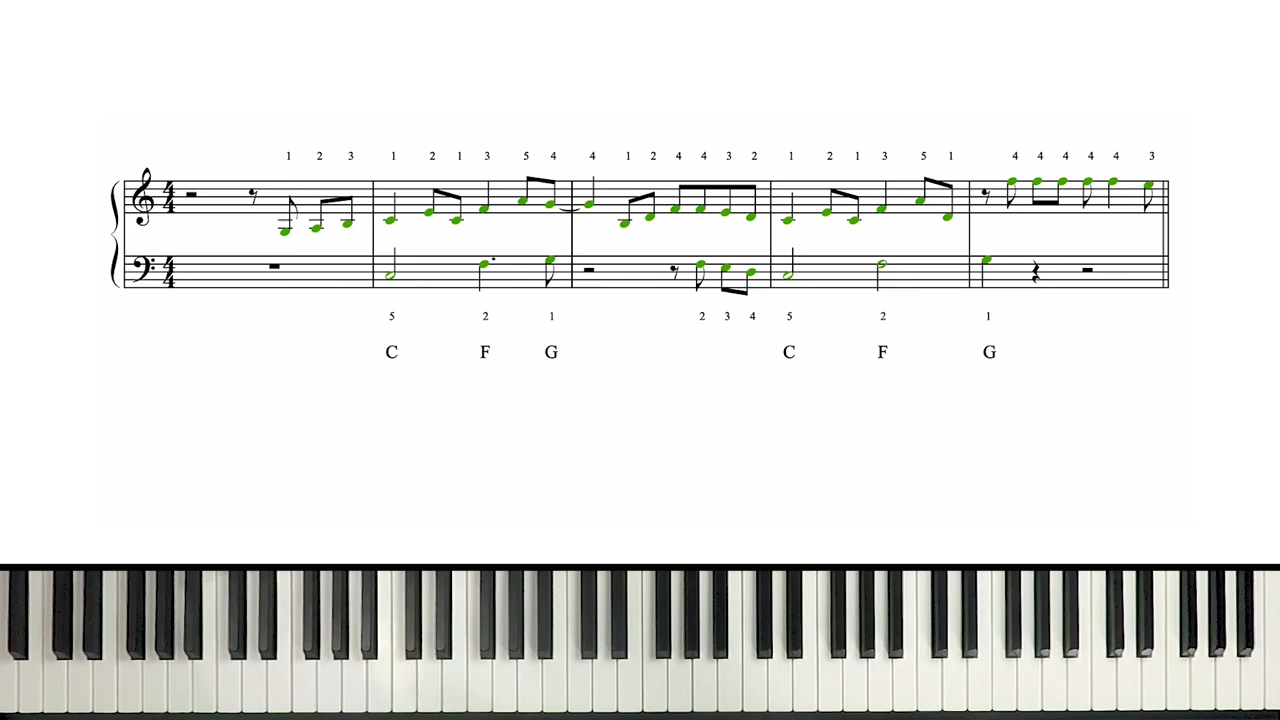 1 2 3 1 2 1 3 5 4 4 1 2 4 4 3 2 1 2 1 3 5 1 4 4 4 4 4 3
4 4
4 4
5 2 1 2 3 4 5 2 1
C F G C F G